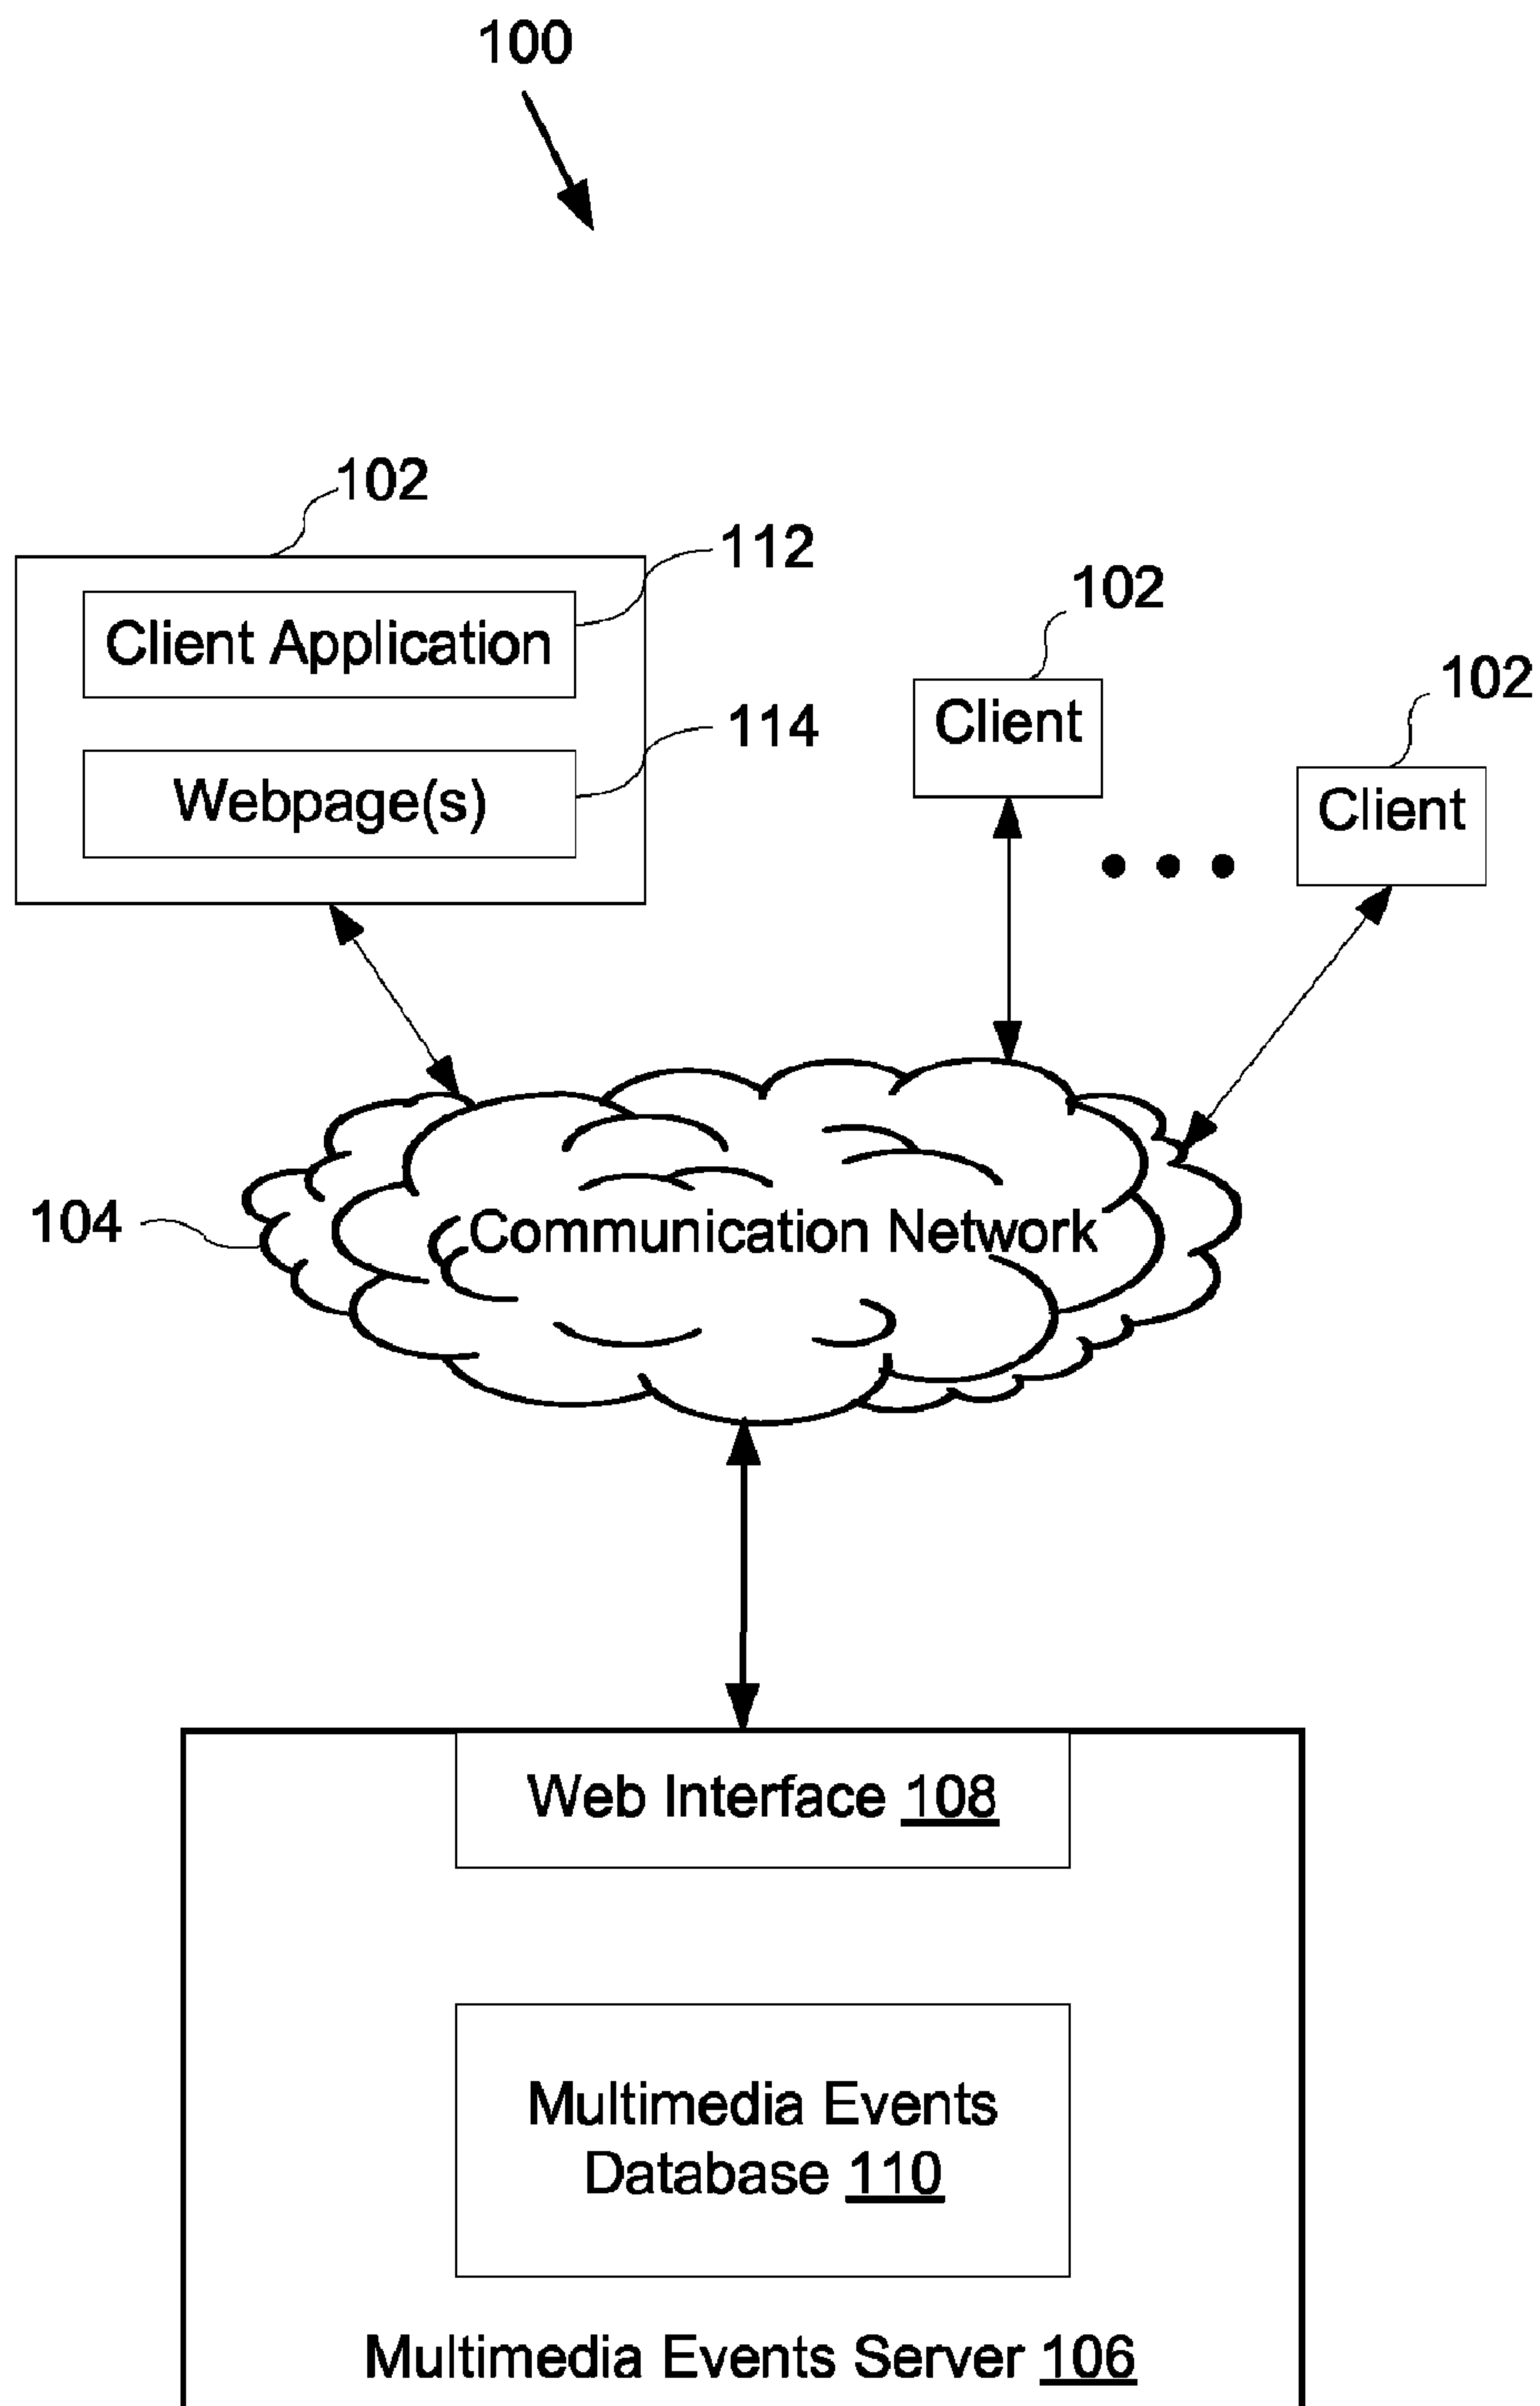 100
102
112
Client Application
102
Client
102
Client
114
Webpage(s)
104
Communication Network
Web Interface 108
Multimedia Events
Database 110
Multimedia Events Server 106